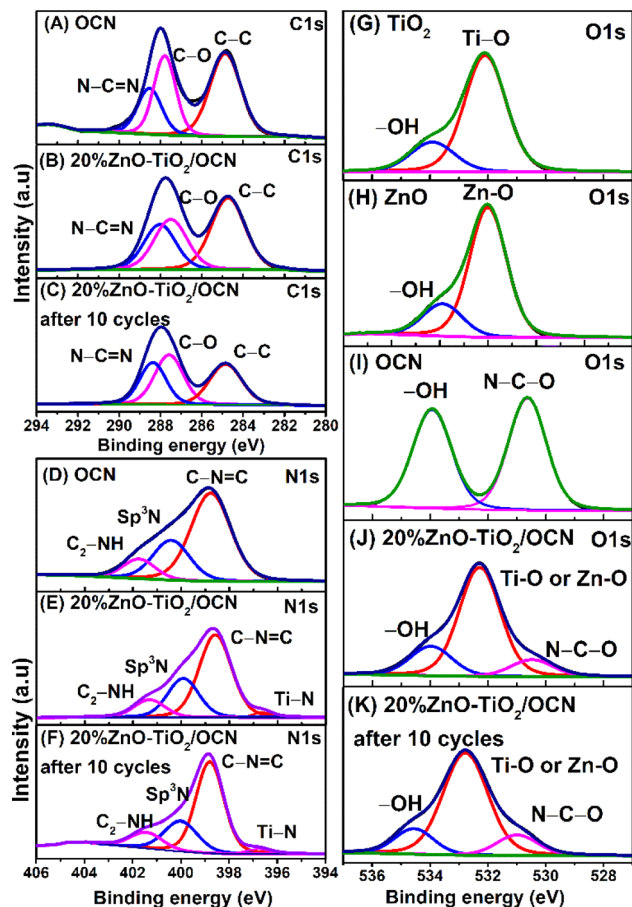 (A) OCN
C1s
C–C
C–O
N–C=N
(B) 20%ZnO-TiO₂/OCN
C1s
C–O
C–C
N–C=N
(C) 20%ZnO-TiO₂/OCN
C1s
after 10 cycles
C–O
N–C=N
C–C
294 292 290 288 286 284 282 280
Binding energy (eV)
Intensity (a.u)
(D) OCN
C–N=C
N1s
Sp³N
C₂–NH
(E) 20%ZnO-TiO₂/OCN
N1s
C–N=C
Sp³N
C₂–NH
Ti–N
(F) 20%ZnO-TiO₂/OCN
N1s
after 10 cycles
C–N=C
Sp³N
C₂–NH
Ti–N
406 404 402 400 398 396 394
Binding energy (eV)
Intensity (a.u)
(G) TiO₂
Ti–O
O1s
–OH
(H) ZnO
Zn-O
O1s
–OH
(I) OCN
O1s
N–C–O
–OH
(J) 20%ZnO-TiO₂/OCN
O1s
Ti-O or Zn-O
–OH
N–C–O
(K) 20%ZnO-TiO₂/OCN
after 10 cycles
Ti-O or Zn-O
–OH
N–C–O
536 534 532 530 528
Binding energy (eV)